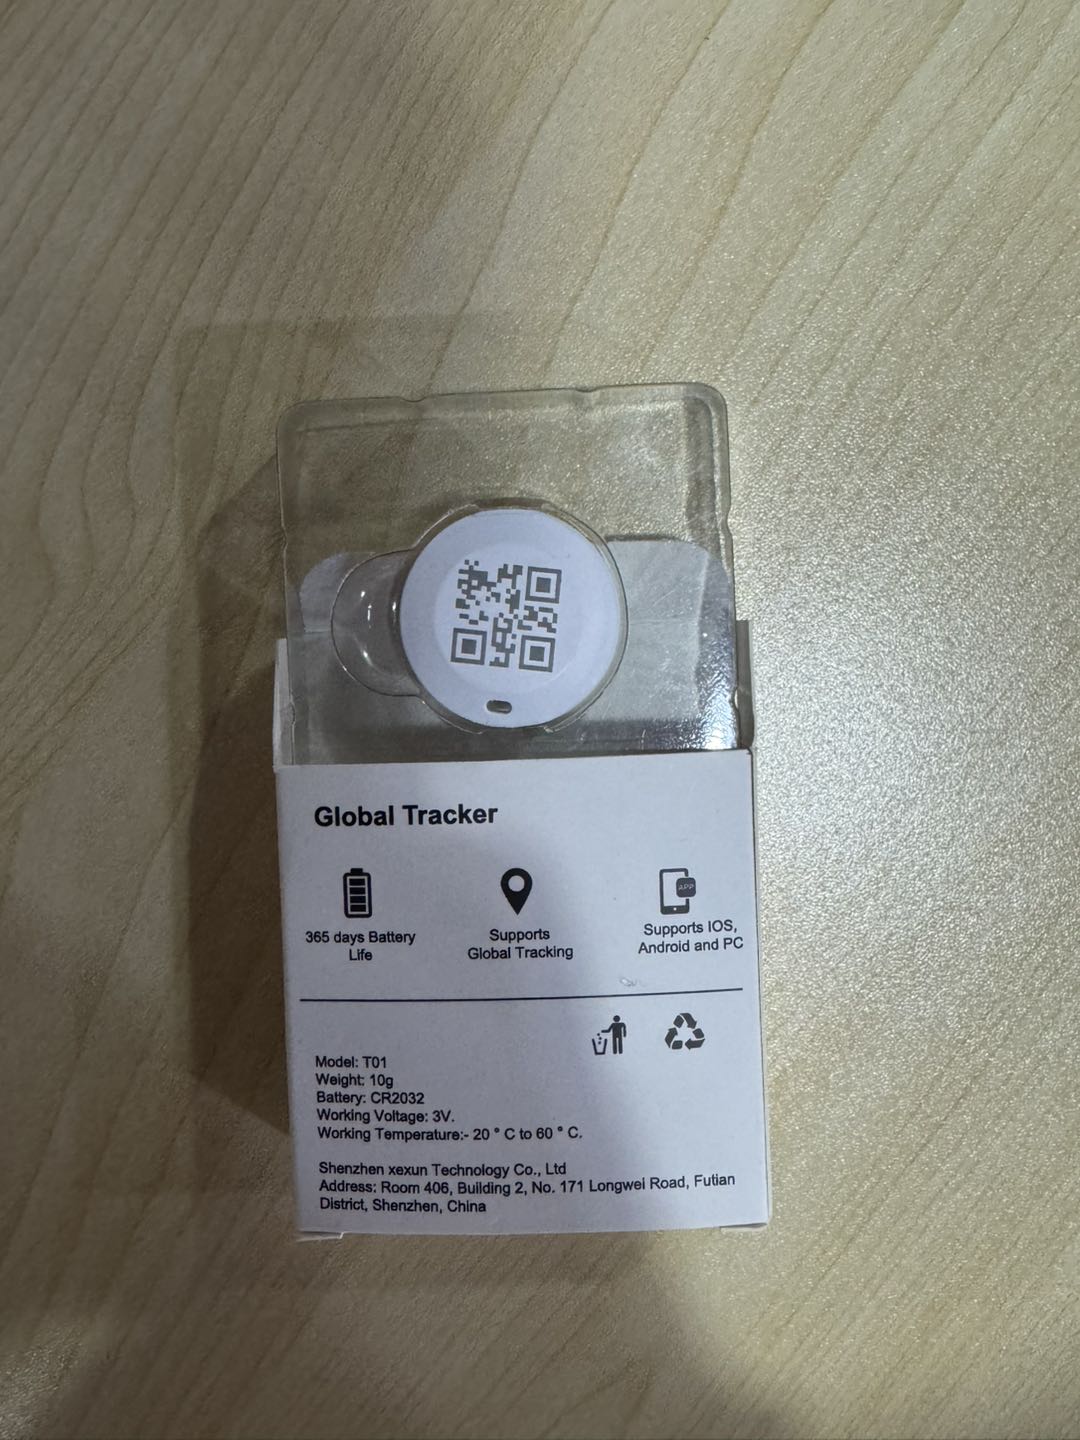 Global Tracker
365 days Battery
Life
Supports
Global Tracking
APP
Supports IOS,
Android and PC
Model: T01
Weight: 10g
Battery: CR2032
Working Voltage: 3V.
Working Temperature:- 20 ° C to 60 ° C.
Shenzhen xexun Technology Co., Ltd
Address: Room 406, Building 2, No. 171 Longwei Road, Futian
District, Shenzhen, China